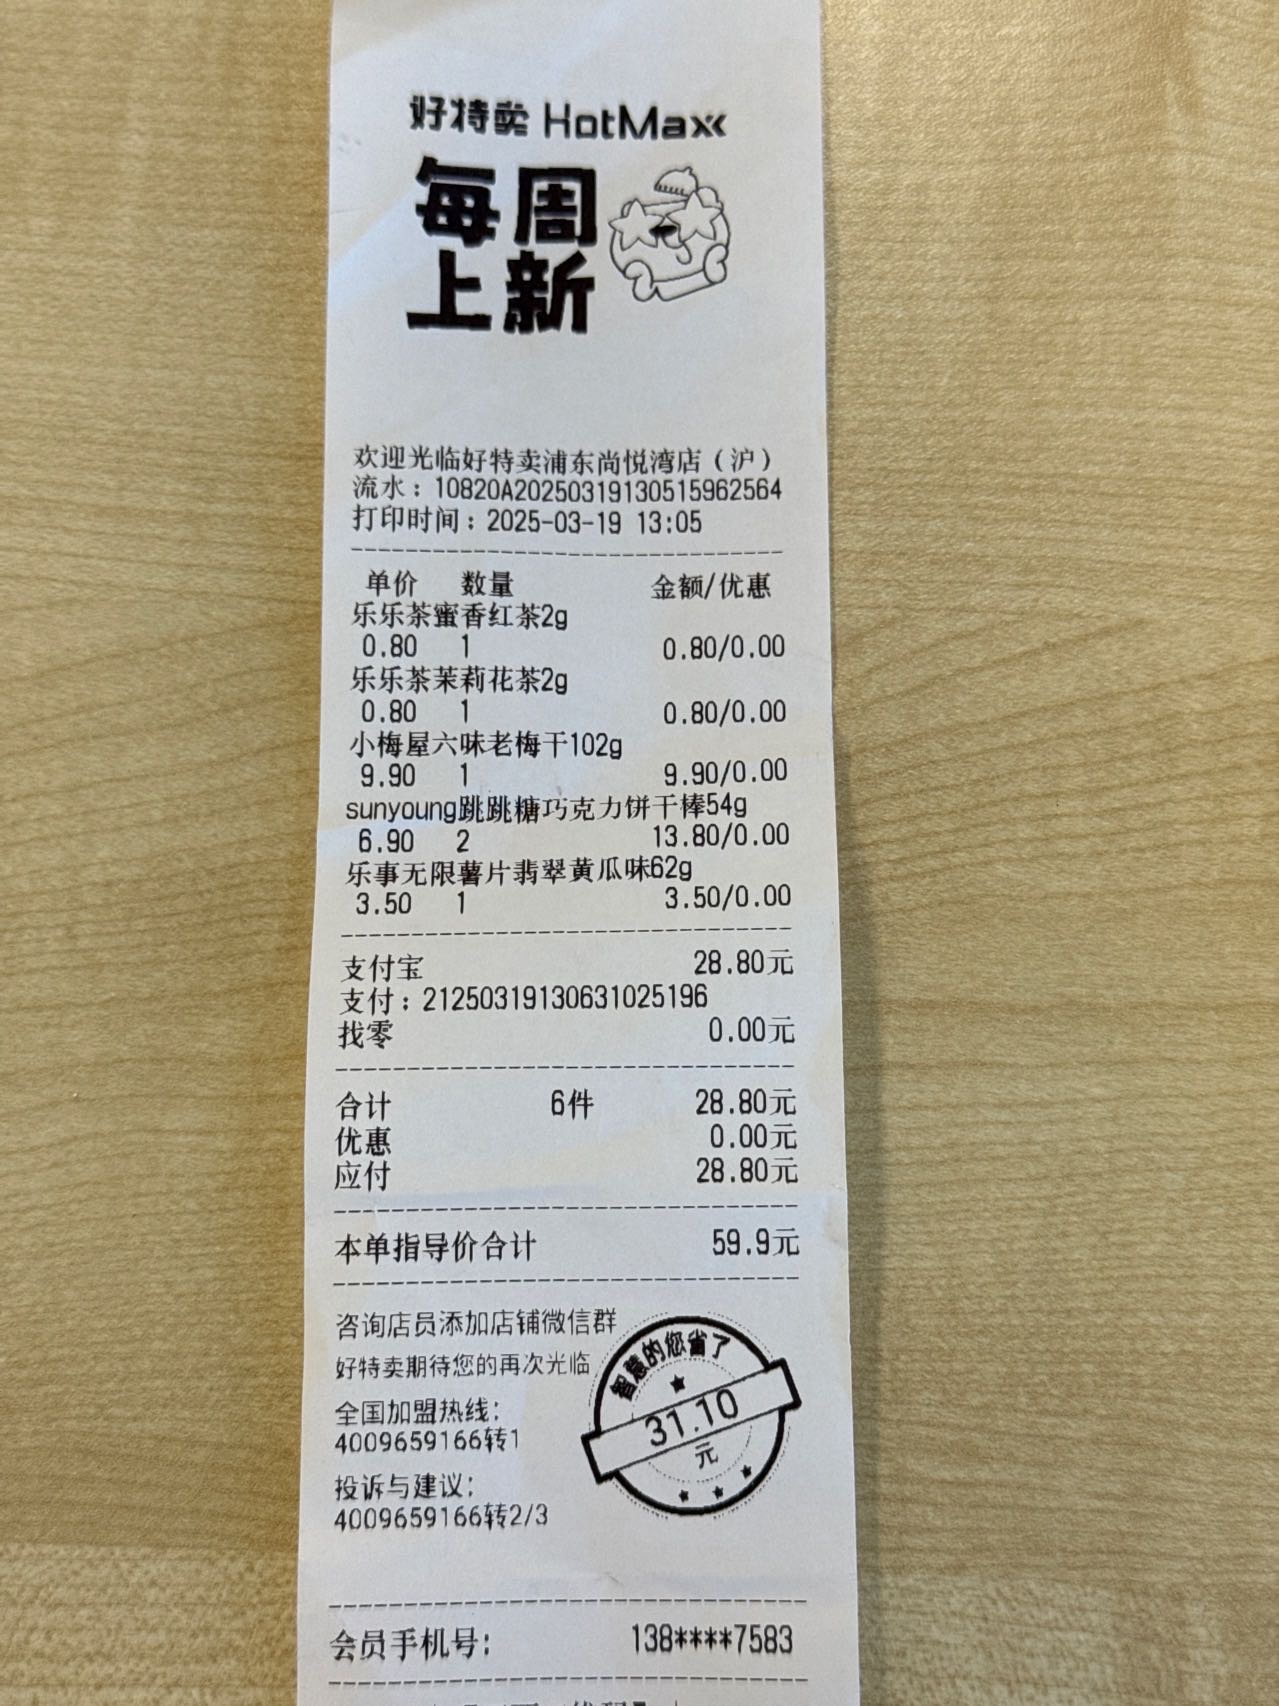 好特卖 HotMaxx
每周
上新
欢迎光临好特卖浦东尚悦湾店（沪）
流水：10820A20250319130515962564
打印时间：2025-03-19 13:05
单价 数量 金额/优惠
乐乐茶蜜香红茶2g
0.80 1 0.80/0.00
乐乐茶茉莉花茶2g
0.80 1 0.80/0.00
小梅屋六味老梅干102g
9.90 1 9.90/0.00
sunyoung跳跳糖巧克力饼干棒54g
6.90 2 13.80/0.00
乐事无限薯片翡翠黄瓜味62g
3.50 1 3.50/0.00
支付宝 28.80元
支付：21250319130631025196
找零 0.00元
合计 6件 28.80元
优惠 0.00元
应付 28.80元
本单指导价合计 59.9元
咨询店员添加店铺微信群
好特卖期待您的再次光临
全国加盟热线：
4009659166转1
投诉与建议：
4009659166转2/3
智慧的您省了
31.10
元
会员手机号： 138****7583